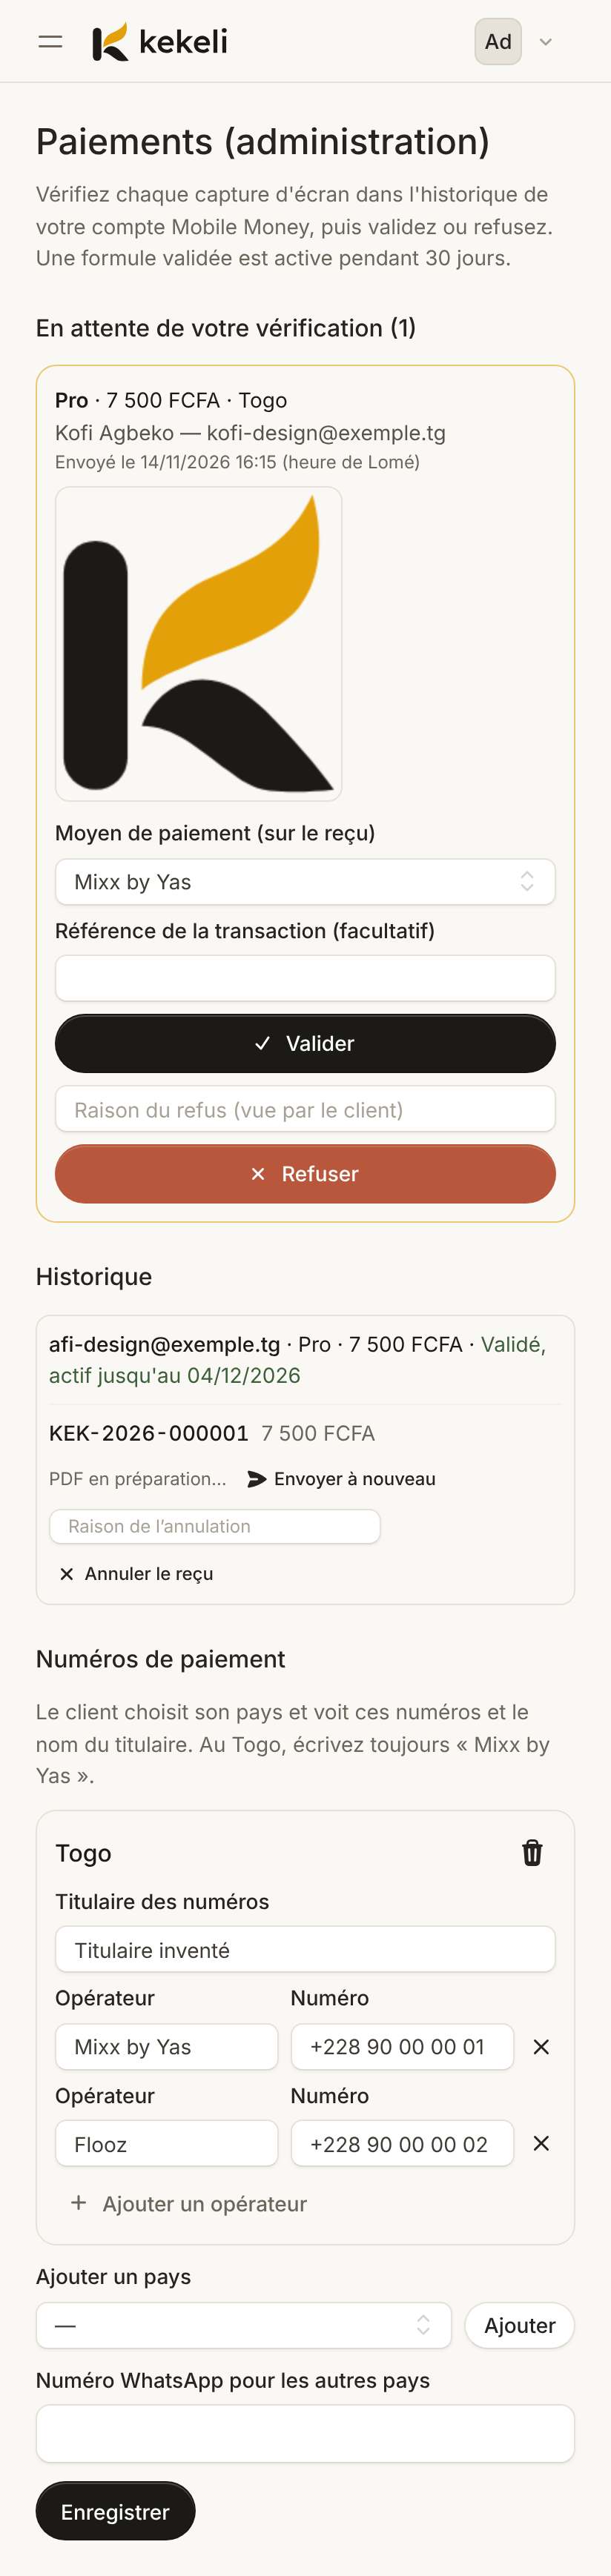 kekeli
Ad
Paiements (administration)
Vérifiez chaque capture d'écran dans l'historique de
votre compte Mobile Money, puis validez ou refusez.
Une formule validée est active pendant 30 jours.
En attente de votre vérification (1)
Pro · 7 500 FCFA · Togo
Kofi Agbeko — kofi-design@exemple.tg
Envoyé le 14/11/2026 16:15 (heure de Lomé)
Moyen de paiement (sur le reçu)
Mixx by Yas
Référence de la transaction (facultatif)
Valider
Raison du refus (vue par le client)
Refuser
Historique
afi-design@exemple.tg · Pro · 7 500 FCFA · Validé,
actif jusqu'au 04/12/2026
KEK-2026-000001 7 500 FCFA
PDF en préparation… Envoyer à nouveau
Raison de l’annulation
Annuler le reçu
Numéros de paiement
Le client choisit son pays et voit ces numéros et le
nom du titulaire. Au Togo, écrivez toujours « Mixx by
Yas ».
Togo
Titulaire des numéros
Titulaire inventé
Opérateur Numéro
Mixx by Yas +228 90 00 00 01
Opérateur Numéro
Flooz +228 90 00 00 02
Ajouter un opérateur
Ajouter un pays
— Ajouter
Numéro WhatsApp pour les autres pays
Enregistrer